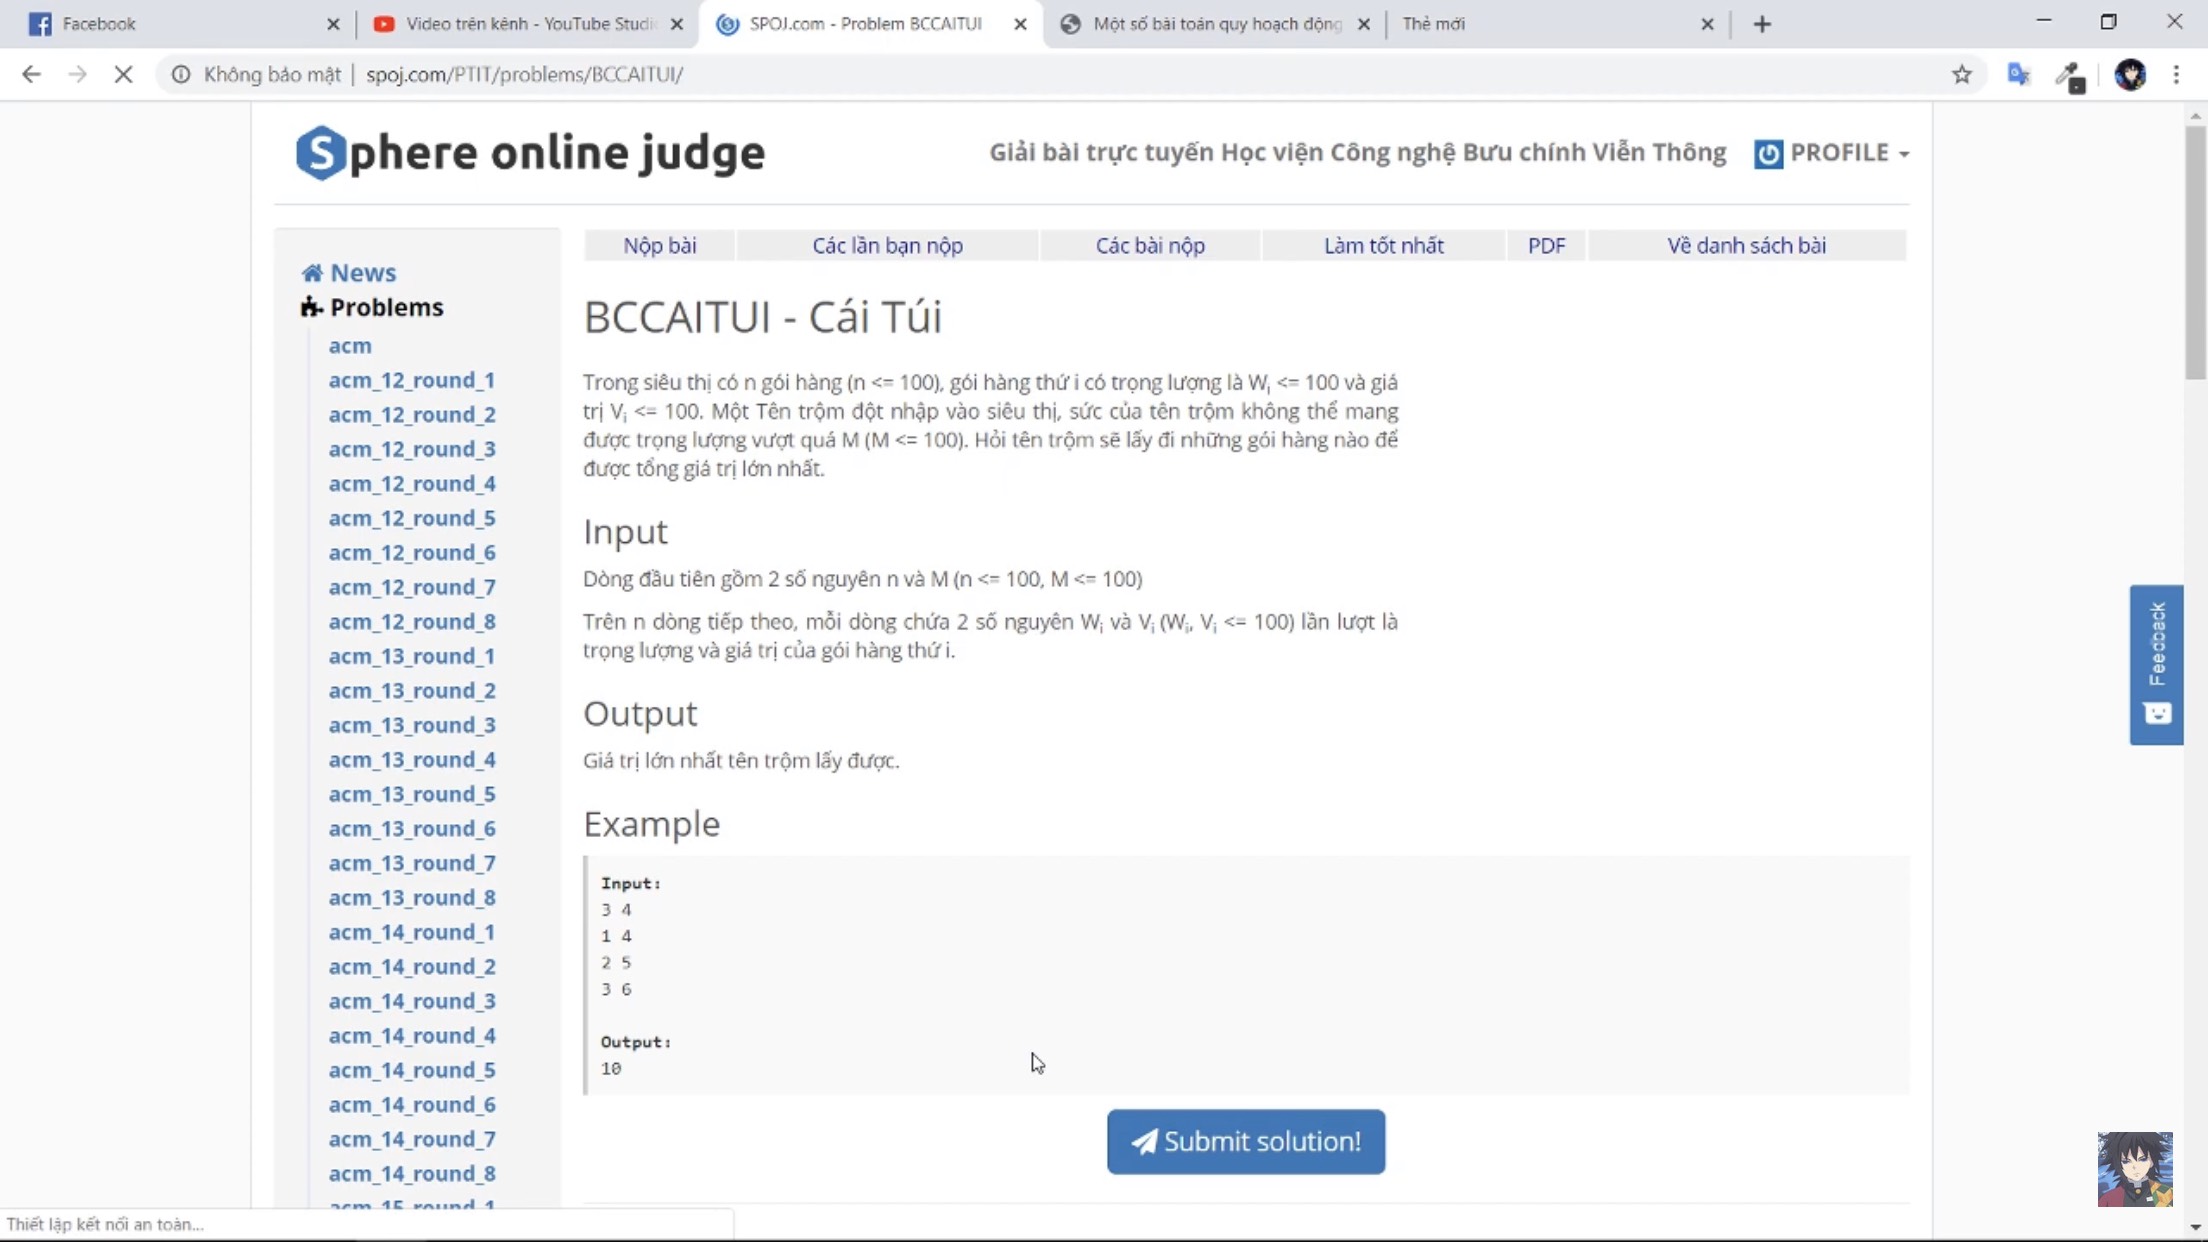 Facebook
Video trên kênh - YouTube Studi
SPOJ.com - Problem BCCAITUI
Một số bài toán quy hoạch động
Thẻ mới
Không bảo mật | spoj.com/PTIT/problems/BCCAITUI/
Sphere online judge
Giải bài trực tuyến Học viện Công nghệ Bưu chính Viễn Thông
PROFILE
News
Problems
acm
acm_12_round_1
acm_12_round_2
acm_12_round_3
acm_12_round_4
acm_12_round_5
acm_12_round_6
acm_12_round_7
acm_12_round_8
acm_13_round_1
acm_13_round_2
acm_13_round_3
acm_13_round_4
acm_13_round_5
acm_13_round_6
acm_13_round_7
acm_13_round_8
acm_14_round_1
acm_14_round_2
acm_14_round_3
acm_14_round_4
acm_14_round_5
acm_14_round_6
acm_14_round_7
acm_14_round_8
acm_15_round_1
Nộp bài
Các lần bạn nộp
Các bài nộp
Làm tốt nhất
PDF
Về danh sách bài
BCCAITUI - Cái Túi
Trong siêu thị có n gói hàng (n <= 100), gói hàng thứ i có trọng lượng là Wi <= 100 và giá
trị Vi <= 100. Một Tên trộm đột nhập vào siêu thị, sức của tên trộm không thể mang
được trọng lượng vượt quá M (M <= 100). Hỏi tên trộm sẽ lấy đi những gói hàng nào để
được tổng giá trị lớn nhất.
Input
Dòng đầu tiên gồm 2 số nguyên n và M (n <= 100, M <= 100)
Trên n dòng tiếp theo, mỗi dòng chứa 2 số nguyên Wi và Vi (Wi, Vi <= 100) lần lượt là
trọng lượng và giá trị của gói hàng thứ i.
Output
Giá trị lớn nhất tên trộm lấy được.
Example
Input:
3 4
1 4
2 5
3 6
Output:
10
Submit solution!
Feedback
Thiết lập kết nối an toàn...